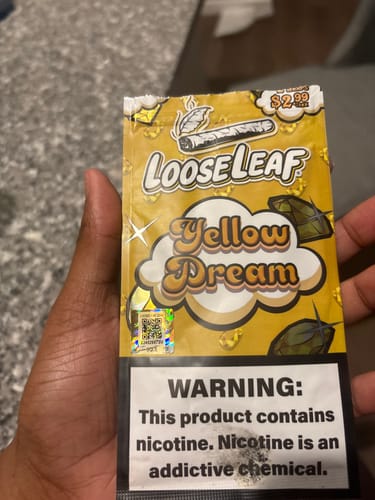 $2.99
LOOSELEAF
Yellow
Dream
WARNING:
This product contains
nicotine. Nicotine is an
addictive chemical.